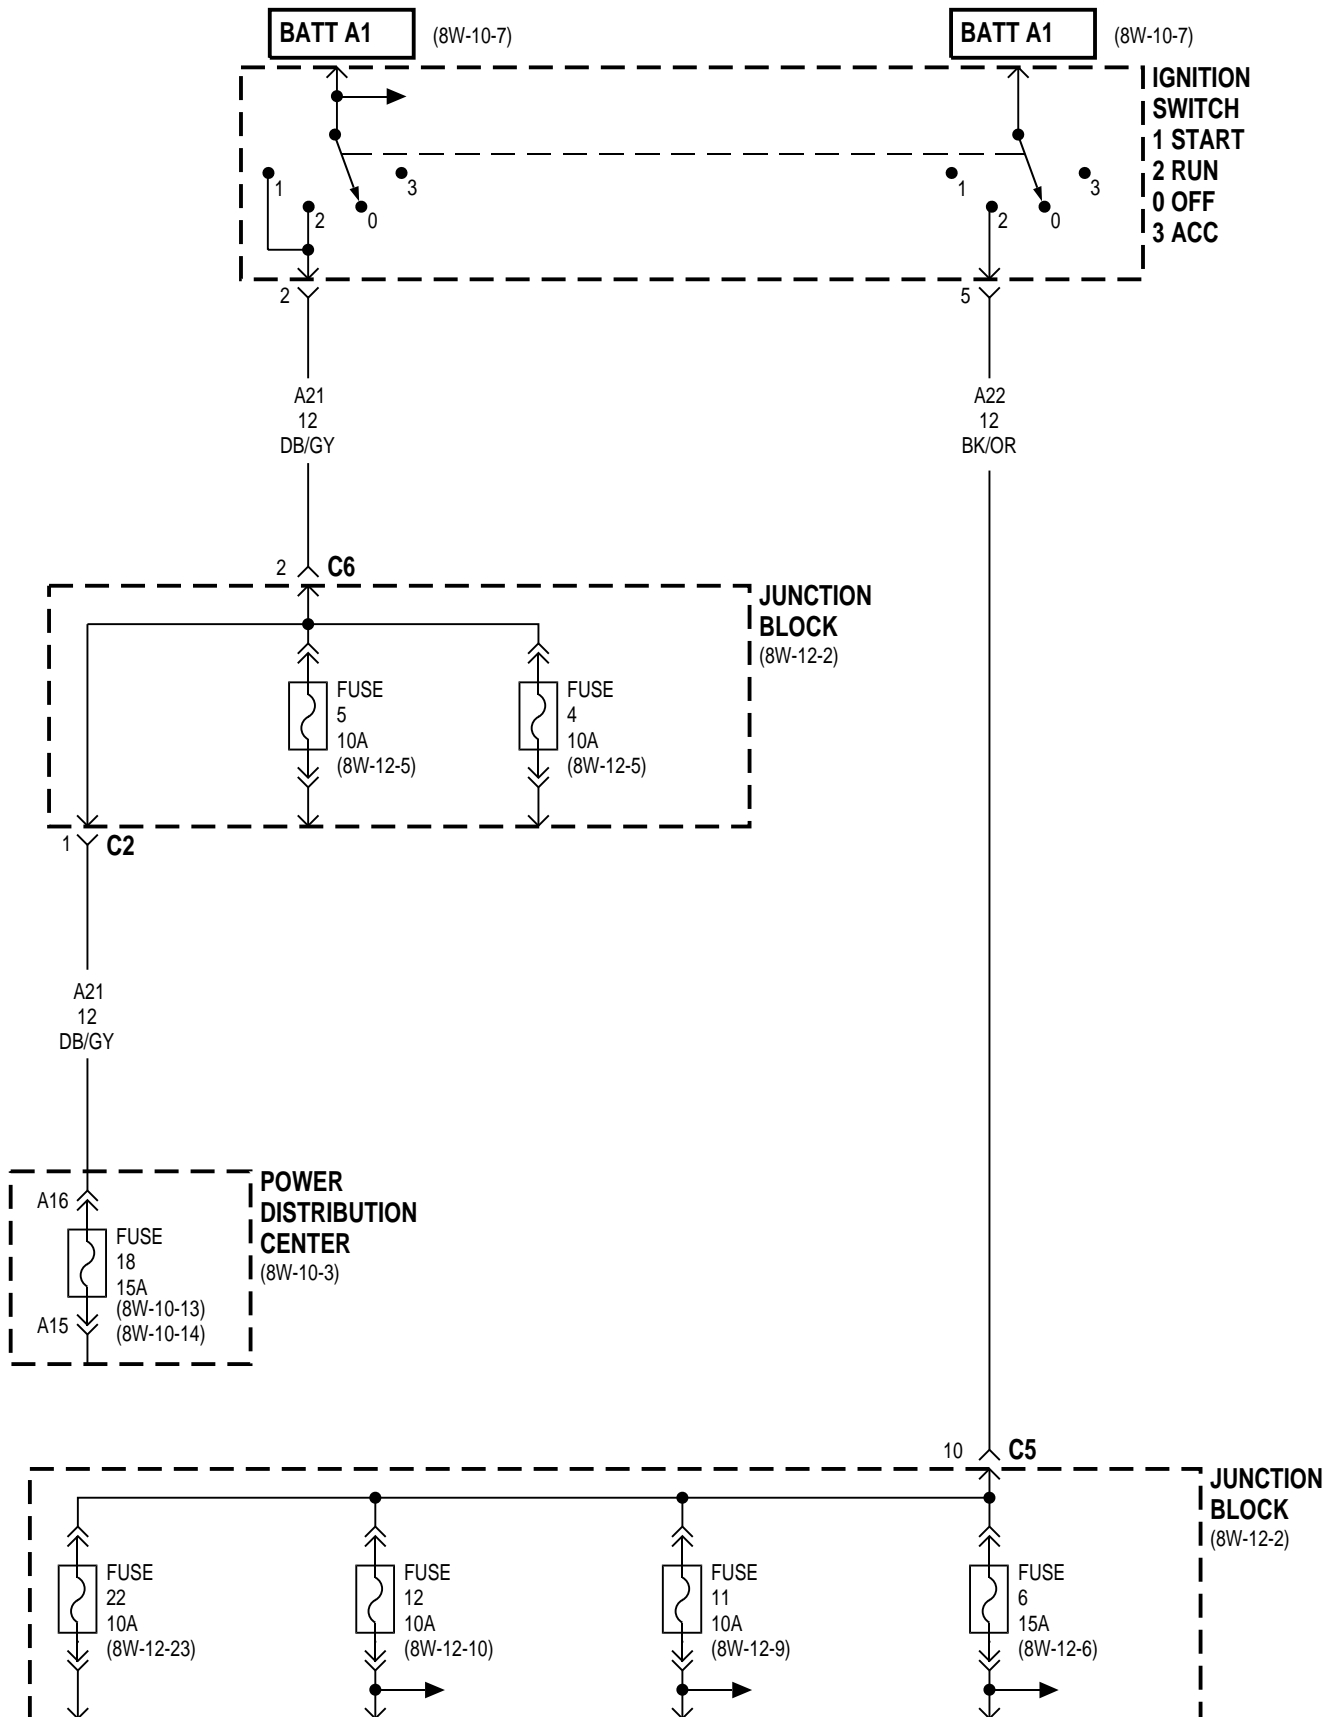 BATT A1
(8W-10-7)
BATT A1
(8W-10-7)
IGNITION
SWITCH
1 START
2 RUN
0 OFF
3 ACC
1
2
0
3
1
2
0
3
2
5
A21
12
DB/GY
A22
12
BK/OR
2
C6
JUNCTION
BLOCK
(8W-12-2)
FUSE
5
10A
(8W-12-5)
FUSE
4
10A
(8W-12-5)
1
C2
A21
12
DB/GY
A16
FUSE
18
15A
(8W-10-13)
(8W-10-14)
A15
POWER
DISTRIBUTION
CENTER
(8W-10-3)
10
C5
JUNCTION
BLOCK
(8W-12-2)
FUSE
22
10A
(8W-12-23)
FUSE
12
10A
(8W-12-10)
FUSE
11
10A
(8W-12-9)
FUSE
6
15A
(8W-12-6)